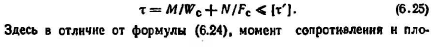 τ = M/W_c + N/F_c ⩽ [τ′].    (6.25)
Здесь в отличие от формулы (6.24), момент сопротивления и пло-